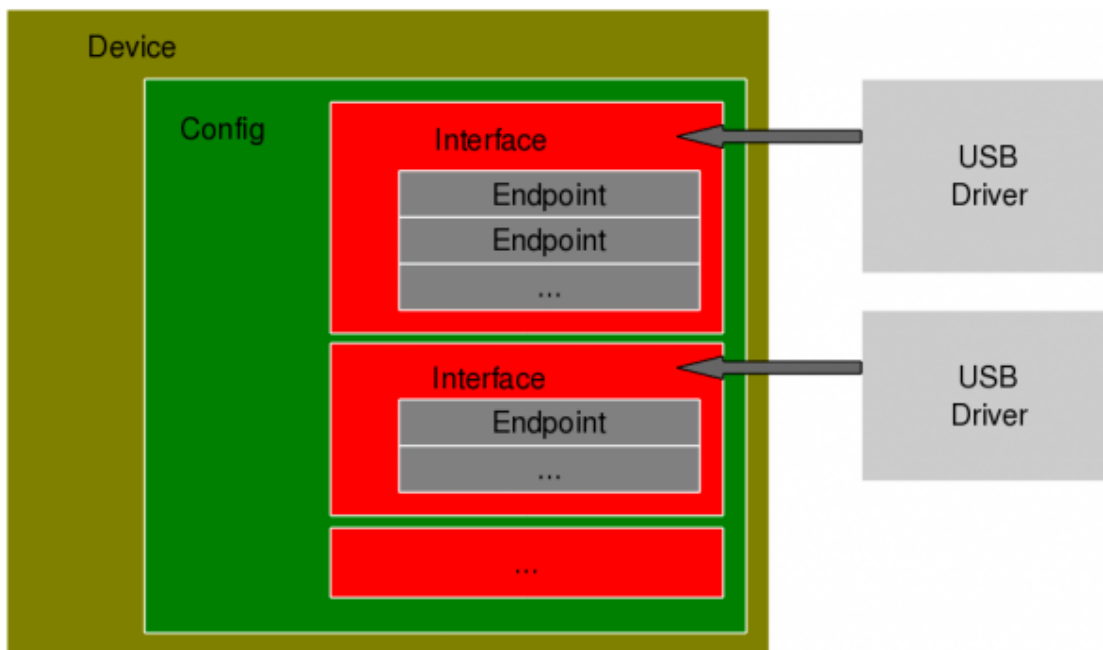 Device
Config
Interface
Endpoint
Endpoint
...
USB
Driver
Interface
Endpoint
...
USB
Driver
...